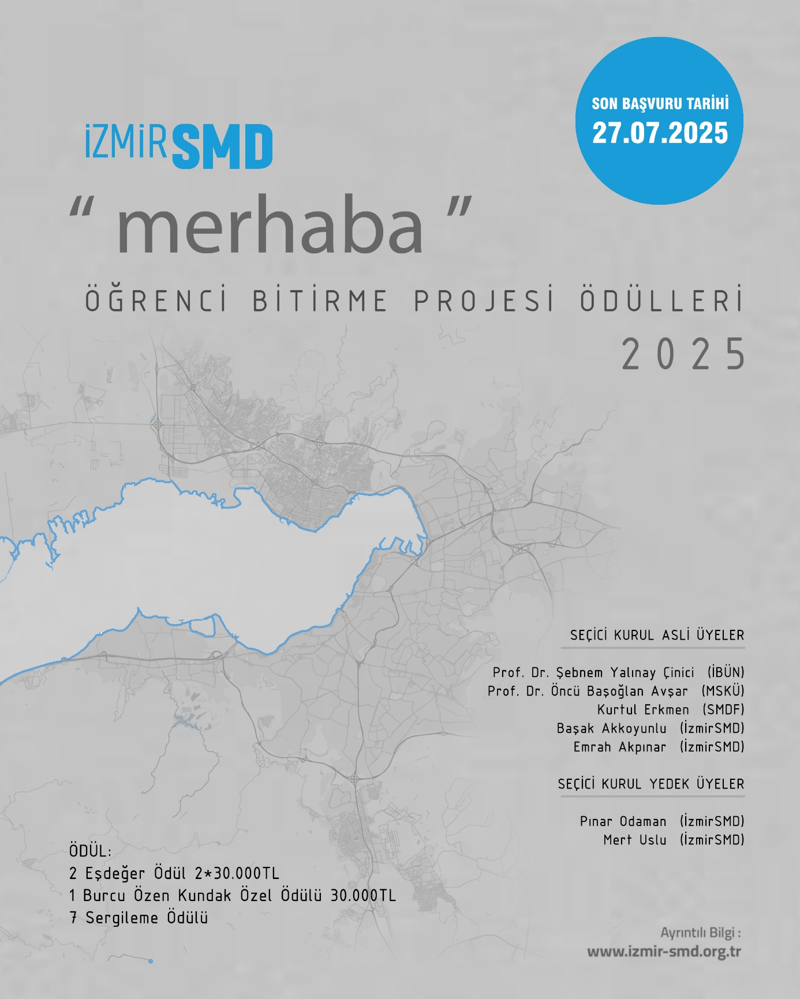 SON BAŞVURU TARİHİ
27.07.2025
İZMİRSMD
“ merhaba ”
ÖĞRENCİ BİTİRME PROJESİ ÖDÜLLERİ
2025
SEÇİCİ KURUL ASLİ ÜYELER
Prof. Dr. Şebnem Yalınay Çinici (İBÜN)
Prof. Dr. Öncü Başoğlan Avşar (MSKÜ)
Kurtul Erkmen (SMDF)
Başak Akkoyunlu (İzmirSMD)
Emrah Akpınar (İzmirSMD)
SEÇİCİ KURUL YEDEK ÜYELER
Pınar Odaman (İzmirSMD)
Mert Uslu (İzmirSMD)
ÖDÜL:
2 Eşdeğer Ödül 2*30.000TL
1 Burcu Özen Kundak Özel Ödülü 30.000TL
7 Sergileme Ödülü
Ayrıntılı Bilgi :
www.izmir-smd.org.tr